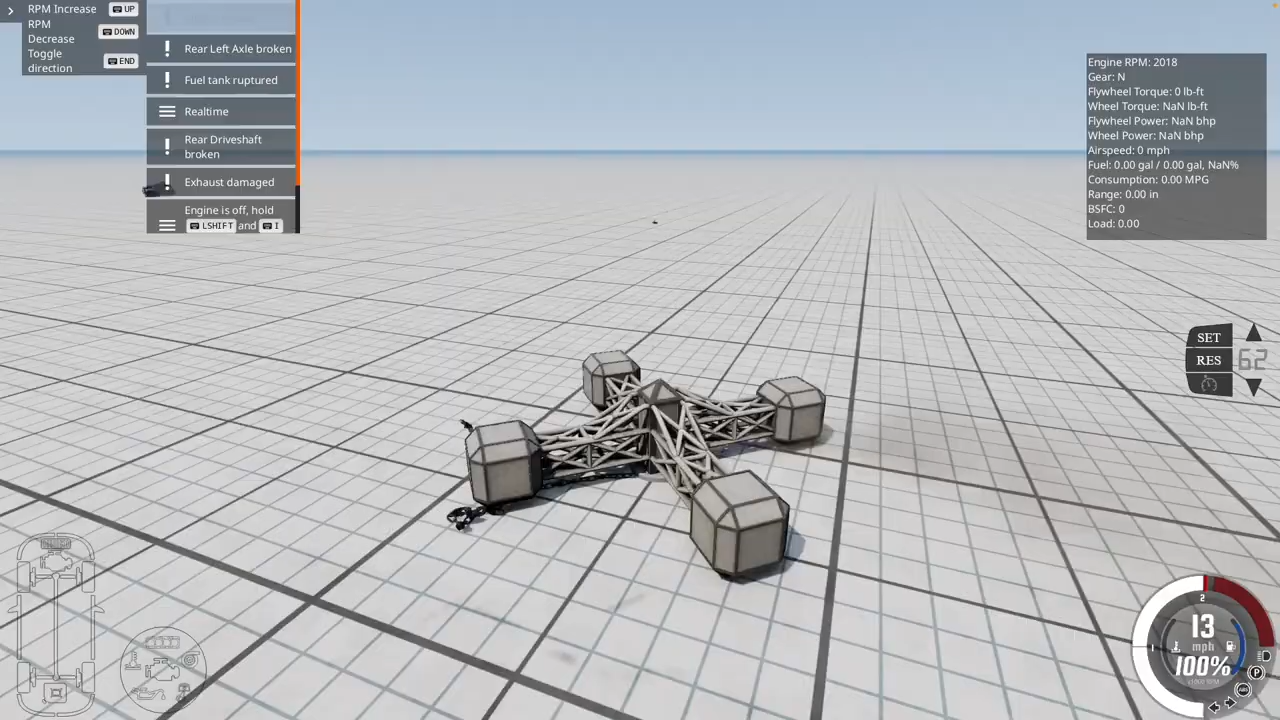 RPM Increase UP
RPM
Decrease DOWN
Toggle
direction END
Rear Left Axle broken
Fuel tank ruptured
Realtime
Rear Driveshaft
broken
Exhaust damaged
Engine is off, hold
LSHIFT and I
Engine RPM: 2018
Gear: N
Flywheel Torque: 0 lb-ft
Wheel Torque: NaN lb-ft
Flywheel Power: NaN bhp
Wheel Power: NaN bhp
Airspeed: 0 mph
Fuel: 0.00 gal / 0.00 gal, NaN%
Consumption: 0.00 MPG
Range: 0.00 in
BSFC: 0
Load: 0.00
SET
RES 62
2
1
13
mph
100%
P